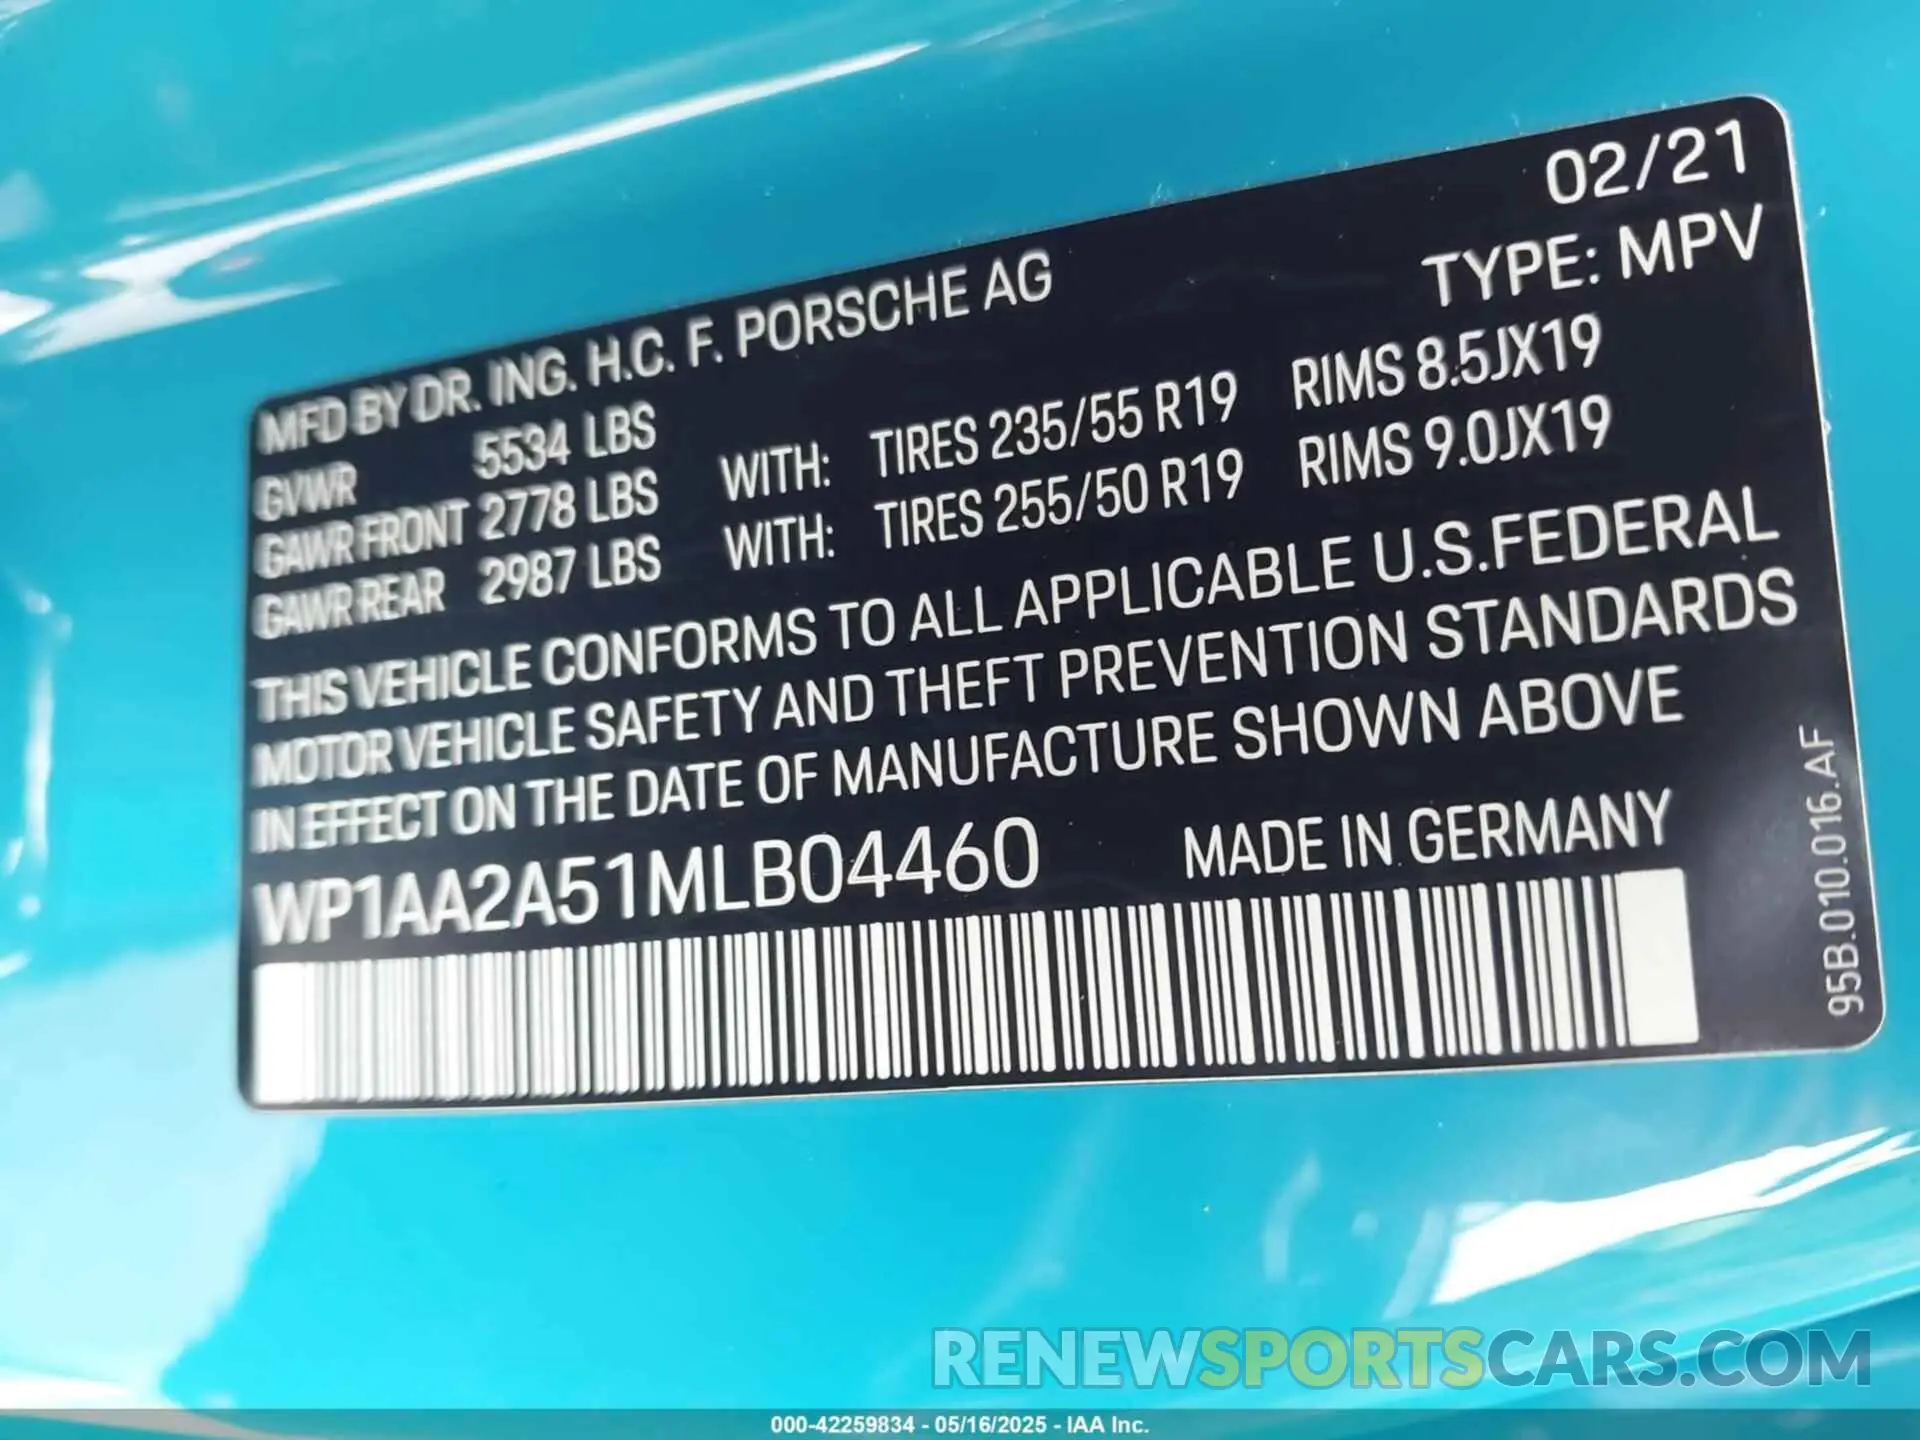 02/21
MFD BY DR. ING. H.C. F. PORSCHE AG TYPE: MPV
GVWR 5534 LBS
GAWR FRONT 2778 LBS WITH: TIRES 235/55 R19 RIMS 8.5JX19
GAWR REAR 2987 LBS WITH: TIRES 255/50 R19 RIMS 9.0JX19
THIS VEHICLE CONFORMS TO ALL APPLICABLE U.S.FEDERAL
MOTOR VEHICLE SAFETY AND THEFT PREVENTION STANDARDS
IN EFFECT ON THE DATE OF MANUFACTURE SHOWN ABOVE
WP1AA2A51MLB04460 MADE IN GERMANY
95B.010.016.AF
RENEWSPORTSCARS.COM
000-42259834 - 05/16/2025 - IAA Inc.